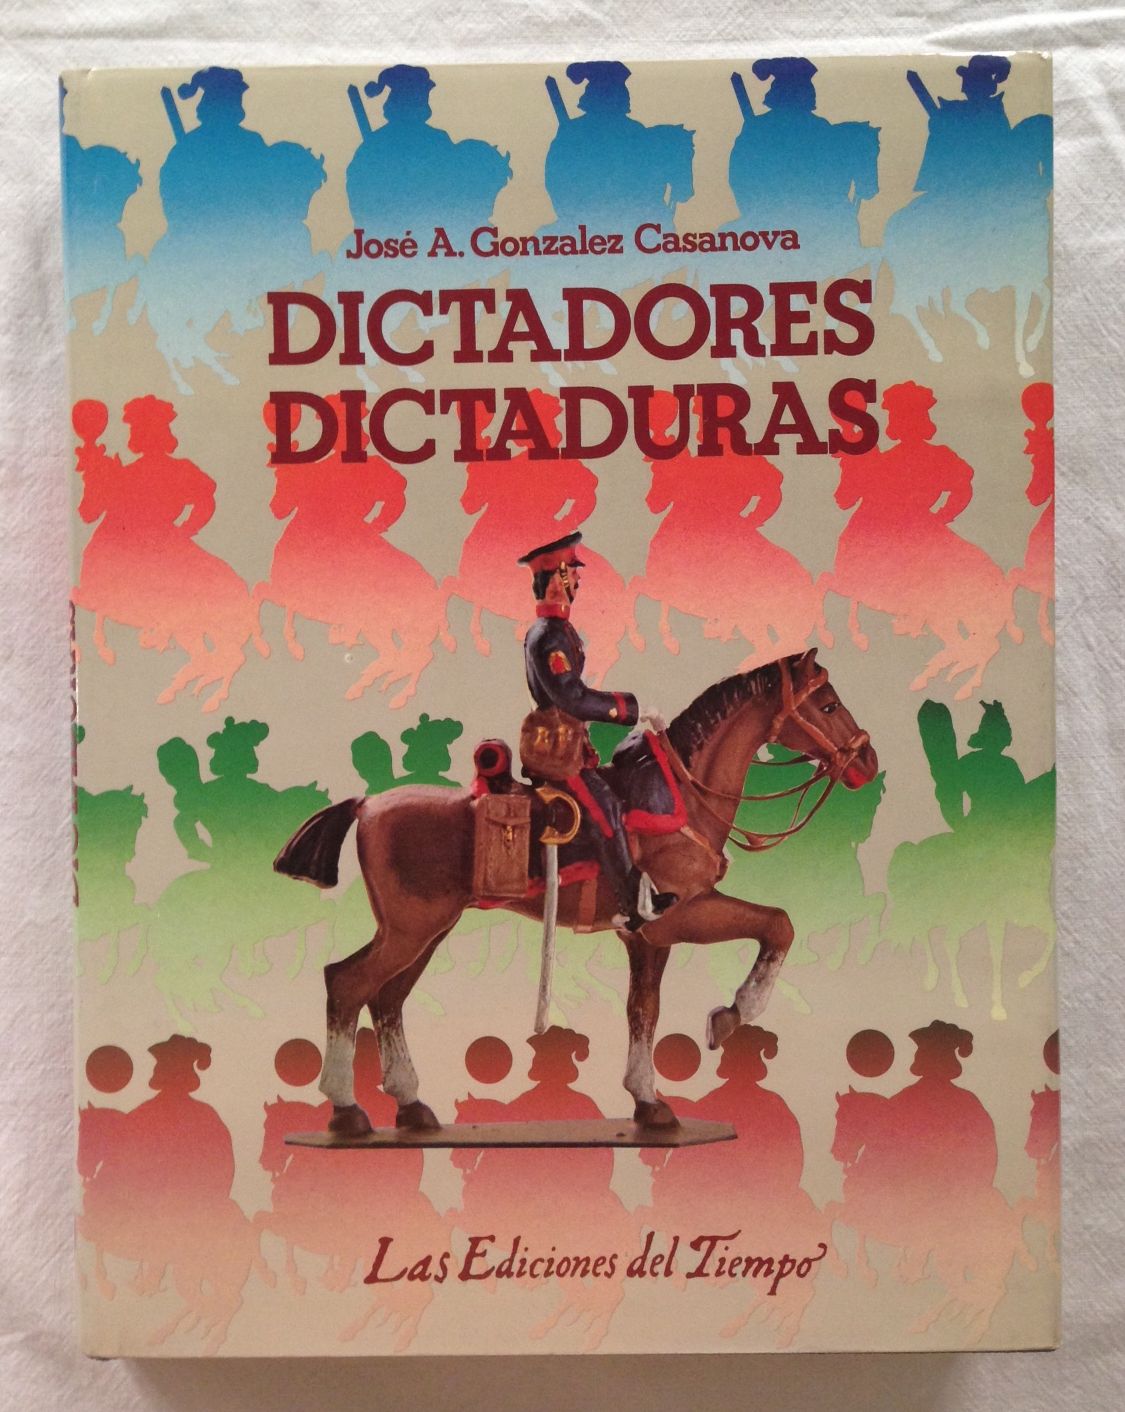 José A. Gonzalez Casanova
DICTADORES
DICTADURAS
Las Ediciones del Tiempo